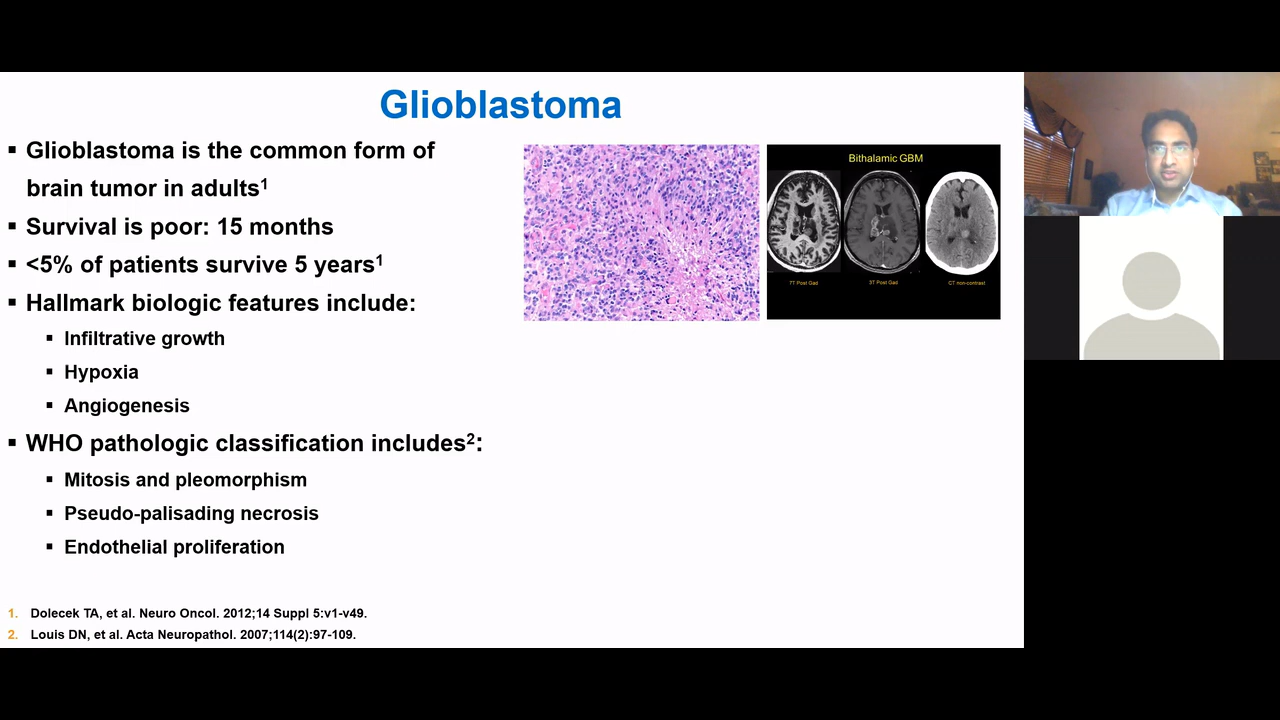 Glioblastoma
▪ Glioblastoma is the common form of
brain tumor in adults¹
▪ Survival is poor: 15 months
▪ <5% of patients survive 5 years¹
▪ Hallmark biologic features include:
▪ Infiltrative growth
▪ Hypoxia
▪ Angiogenesis
▪ WHO pathologic classification includes²:
▪ Mitosis and pleomorphism
▪ Pseudo-palisading necrosis
▪ Endothelial proliferation
Bithalamic GBM
7T Post Gad
3T Post Gad
CT non-contrast
1. Dolecek TA, et al. Neuro Oncol. 2012;14 Suppl 5:v1-v49.
2. Louis DN, et al. Acta Neuropathol. 2007;114(2):97-109.